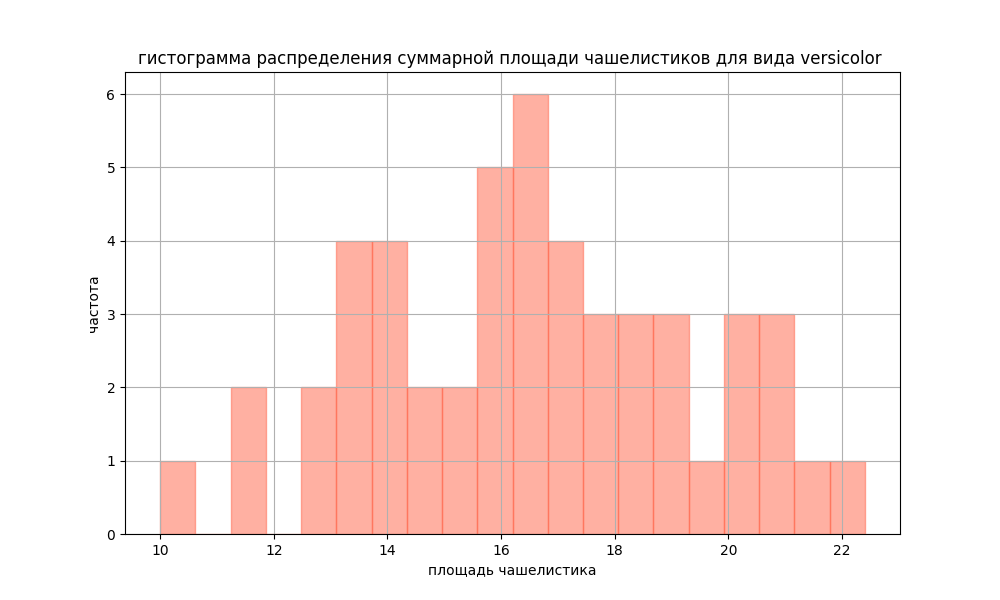 гистограмма распределения суммарной площади чашелистиков для вида versicolor
6
5
4
3
2
1
0
частота
10 12 14 16 18 20 22
площадь чашелистика